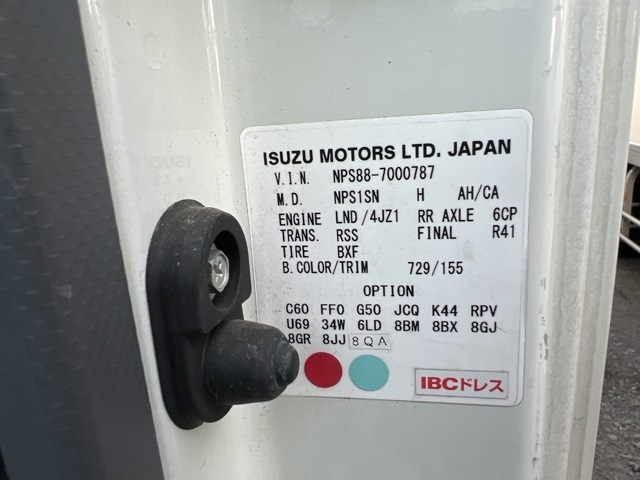 ISUZU MOTORS LTD. JAPAN
V.I.N. NPS88-7000787
M.D. NPS1SN H AH/CA
ENGINE LND/4JZ1 RR AXLE 6CP
TRANS. RSS FINAL R41
TIRE BXF
B.COLOR/TRIM 729/155
OPTION
C60 FF0 G50 JCQ K44 RPV
U69 34W 6LD 8BM 8BX 8GJ
8GR 8JJ 8QA
IBCドレス